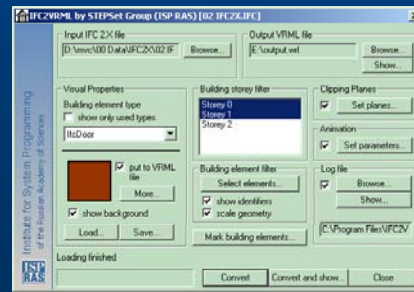 IFC2VRML by STEPSet Group (ISP RAS) [02 IFC2X.IFC]
Input IFC 2.X file
D:\mvc\00 Data\IFC2X\02 IF
Browse...
Output VRML file
E:\output.wrl
Browse...
Show...
Visual Properties
Building element type
show only used types
IfcDoor
put to VRML file
More...
show background
Load...
Save...
Building storey filter
Storey 0
Storey 1
Storey 2
Building element filter
Select elements...
show identifiers
scale geometry
Mark building elements...
Clipping Planes
Set planes...
Animation
Set parameters...
Log file
Browse...
Show...
C:\Program Files\IFC2V
Loading finished
Convert
Convert and show...
Close
Institute for System Programming
of the Russian Academy of Sciences
ISP
RAS